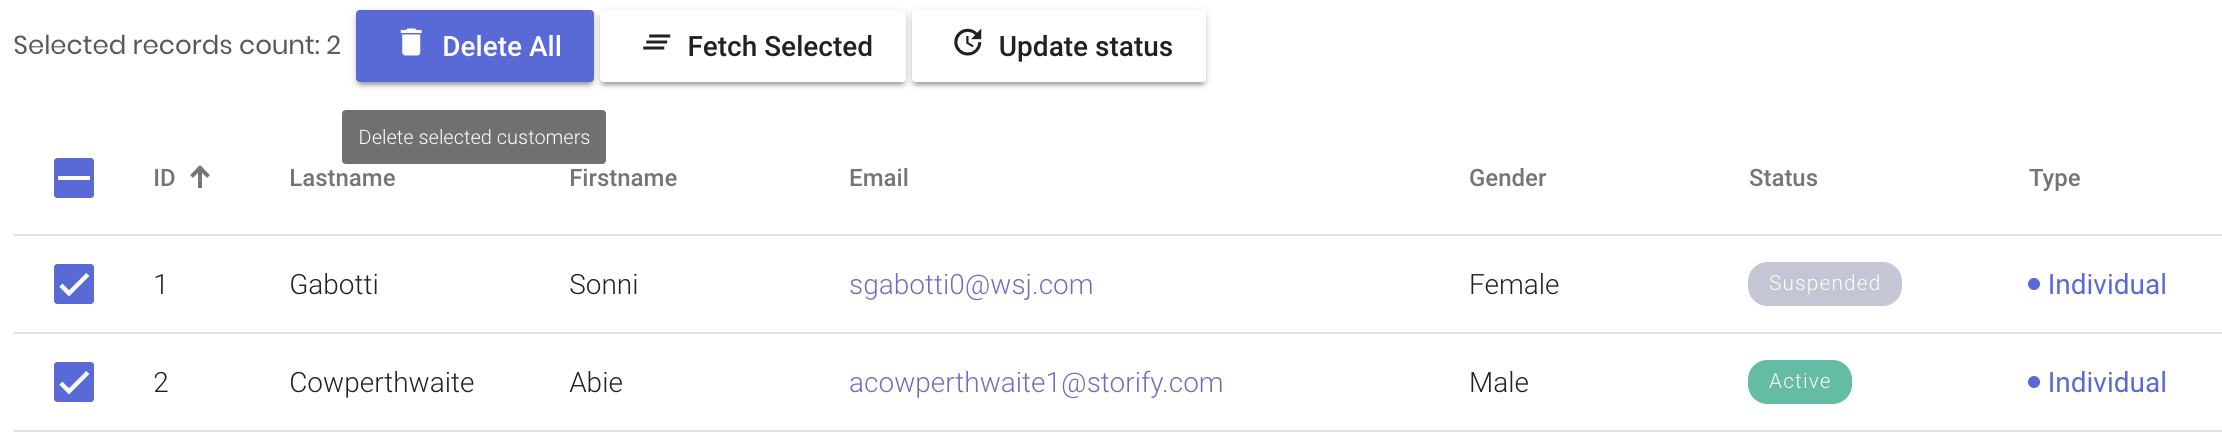 Selected records count: 2 Delete All Fetch Selected Update status
Delete selected customers
ID Lastname Firstname Email Gender Status Type
1 Gabotti Sonni sgabotti0@wsj.com Female Suspended Individual
2 Cowperthwaite Abie acowperthwaite1@storify.com Male Active Individual